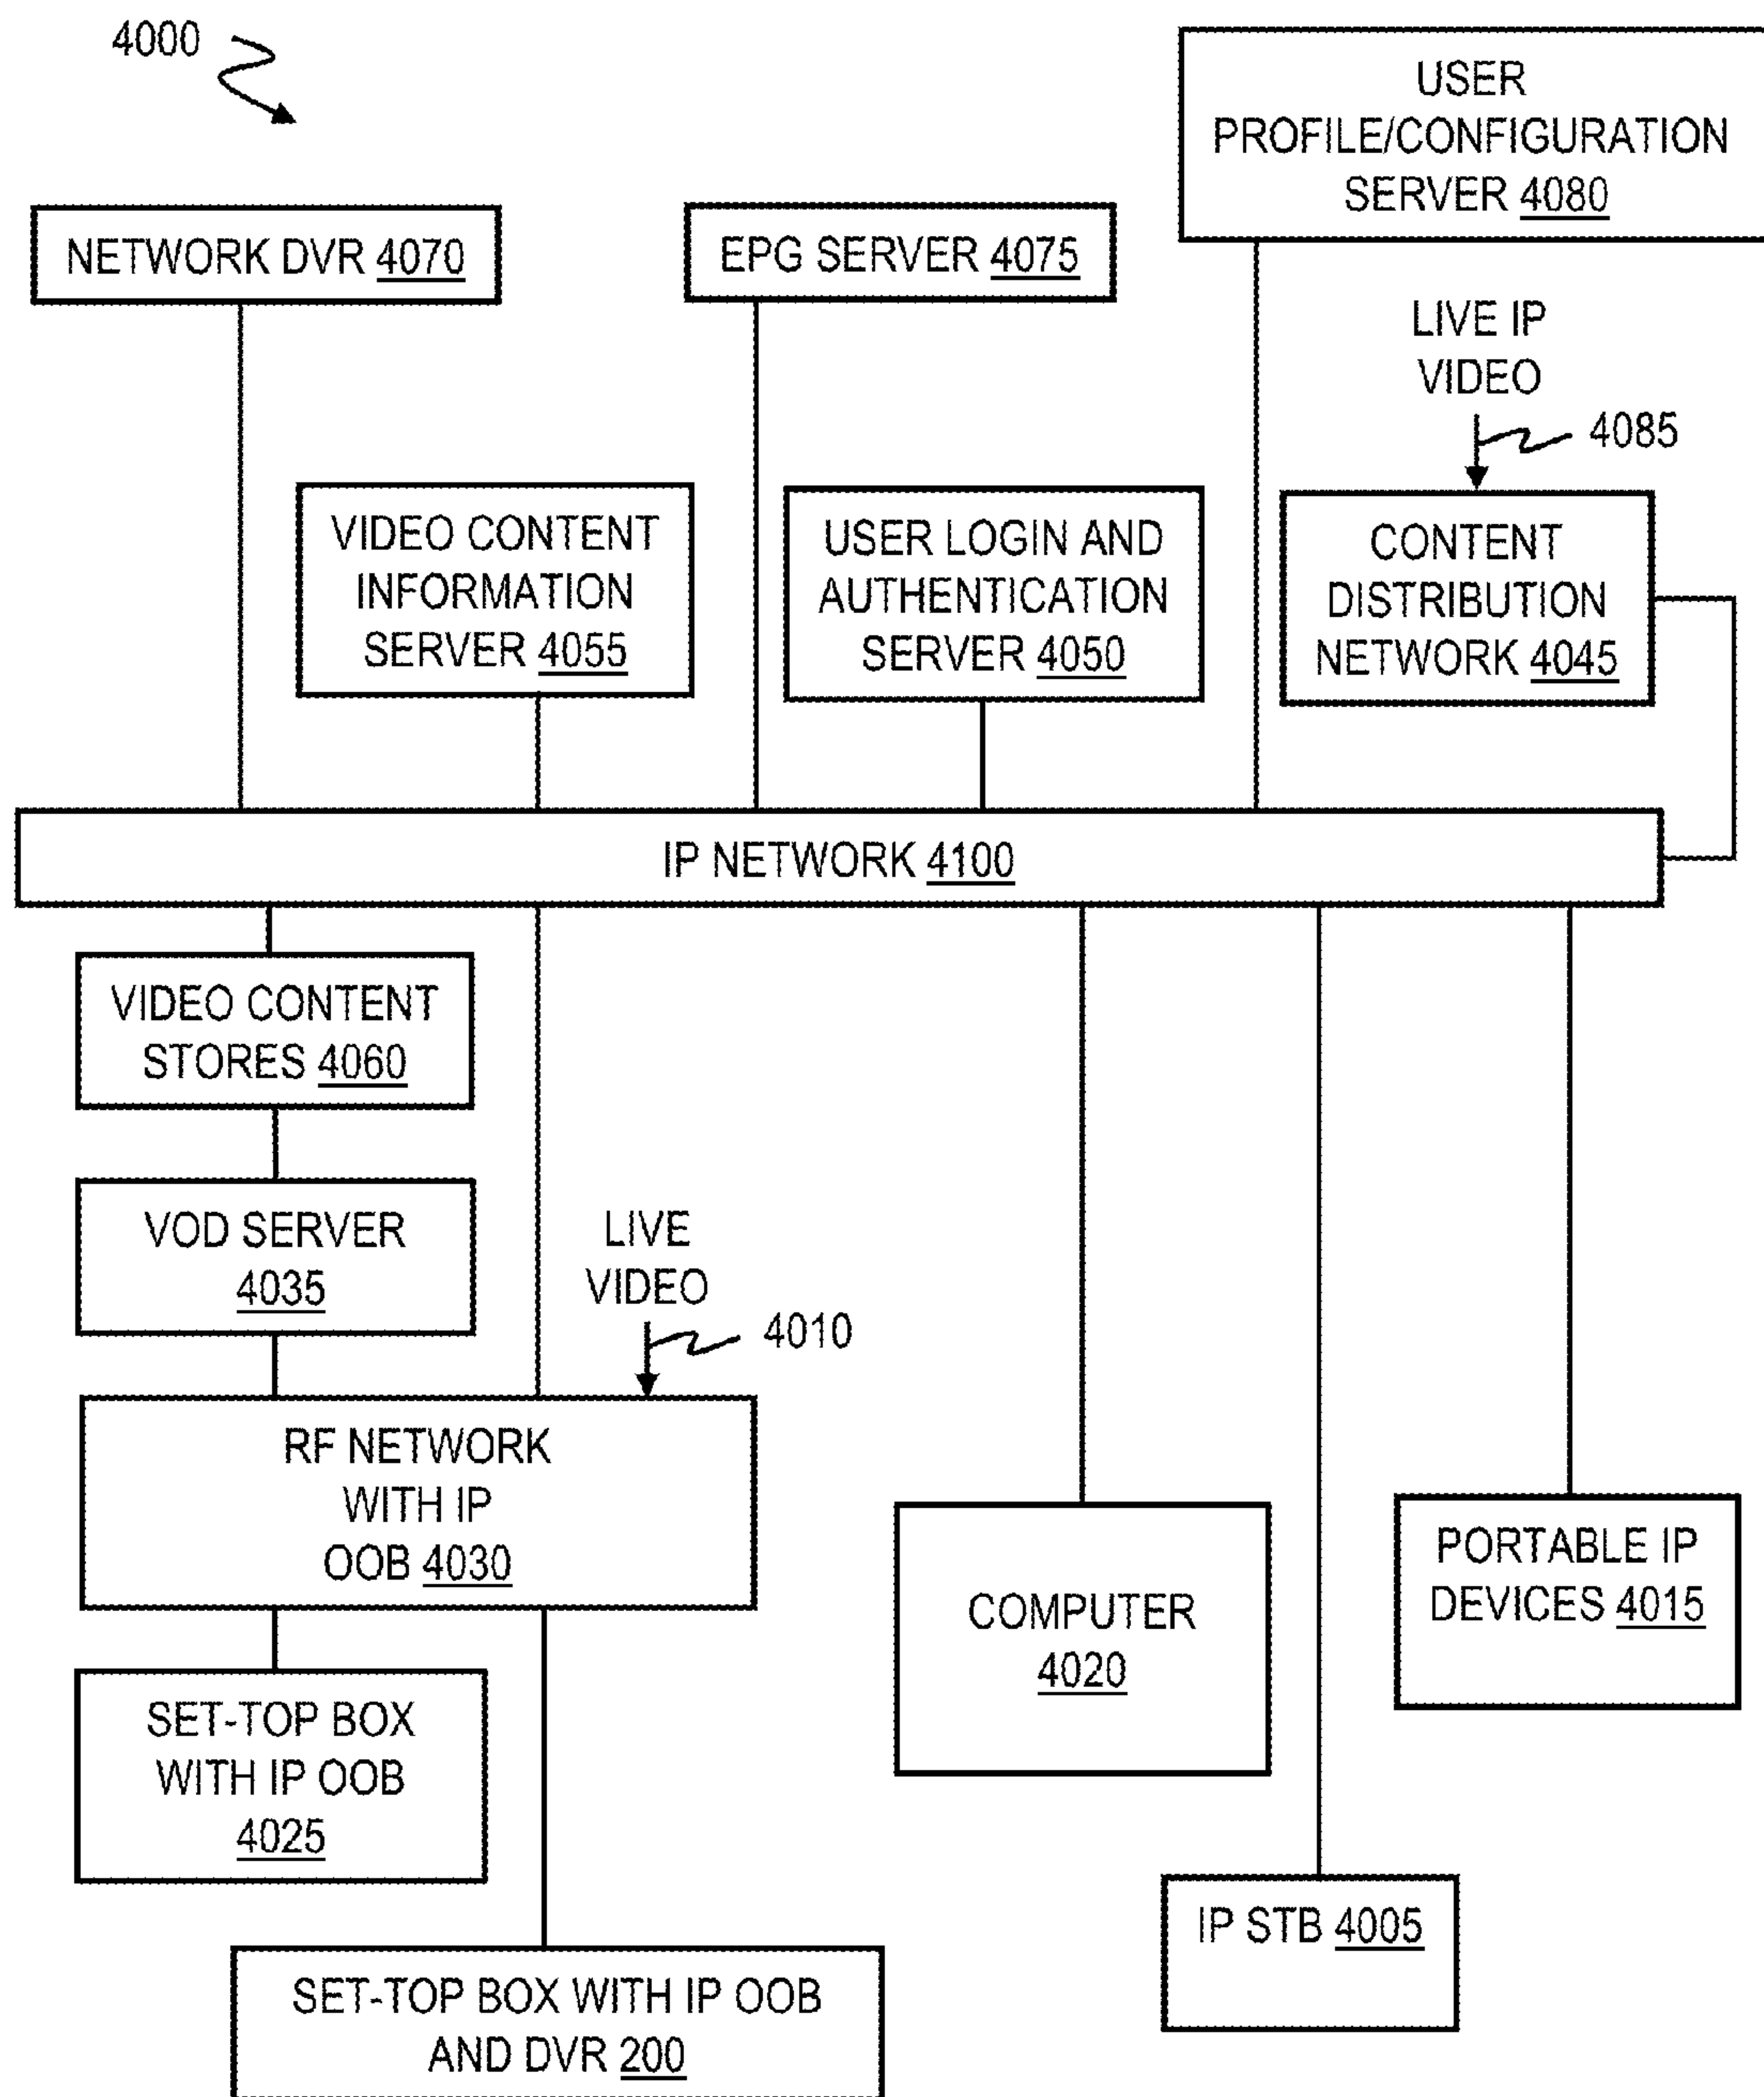 4000
USER
PROFILE/CONFIGURATION
SERVER 4080
NETWORK DVR 4070
EPG SERVER 4075
LIVE IP
VIDEO
4085
VIDEO CONTENT
INFORMATION
SERVER 4055
USER LOGIN AND
AUTHENTICATION
SERVER 4050
CONTENT
DISTRIBUTION
NETWORK 4045
IP NETWORK 4100
VIDEO CONTENT
STORES 4060
VOD SERVER
4035
LIVE
VIDEO
4010
RF NETWORK
WITH IP
OOB 4030
COMPUTER
4020
PORTABLE IP
DEVICES 4015
SET-TOP BOX
WITH IP OOB
4025
IP STB 4005
SET-TOP BOX WITH IP OOB
AND DVR 200